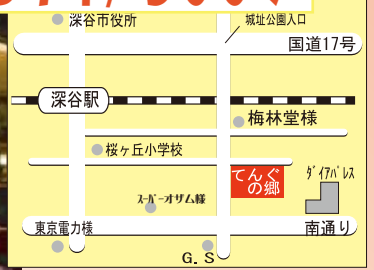 深谷市役所
城址公園入口
国道17号
深谷駅
梅林堂様
桜ヶ丘小学校
てんぐ
の郷
ダイアパレス
スーパーオザム様
東京電力様
南通り
G.S